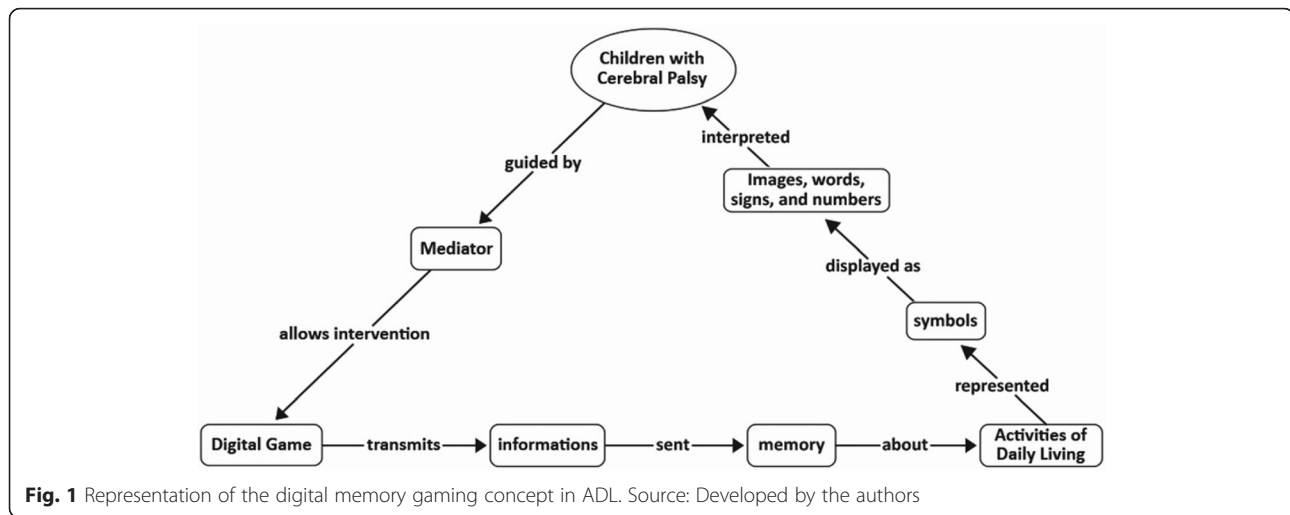 Children with
Cerebral Palsy
interpreted
guided by
Images, words,
signs, and numbers
Mediator
displayed as
allows intervention
symbols
represented
Digital Game
transmits
informations
sent
memory
about
Activities of
Daily Living
Fig. 1 Representation of the digital memory gaming concept in ADL. Source: Developed by the authors